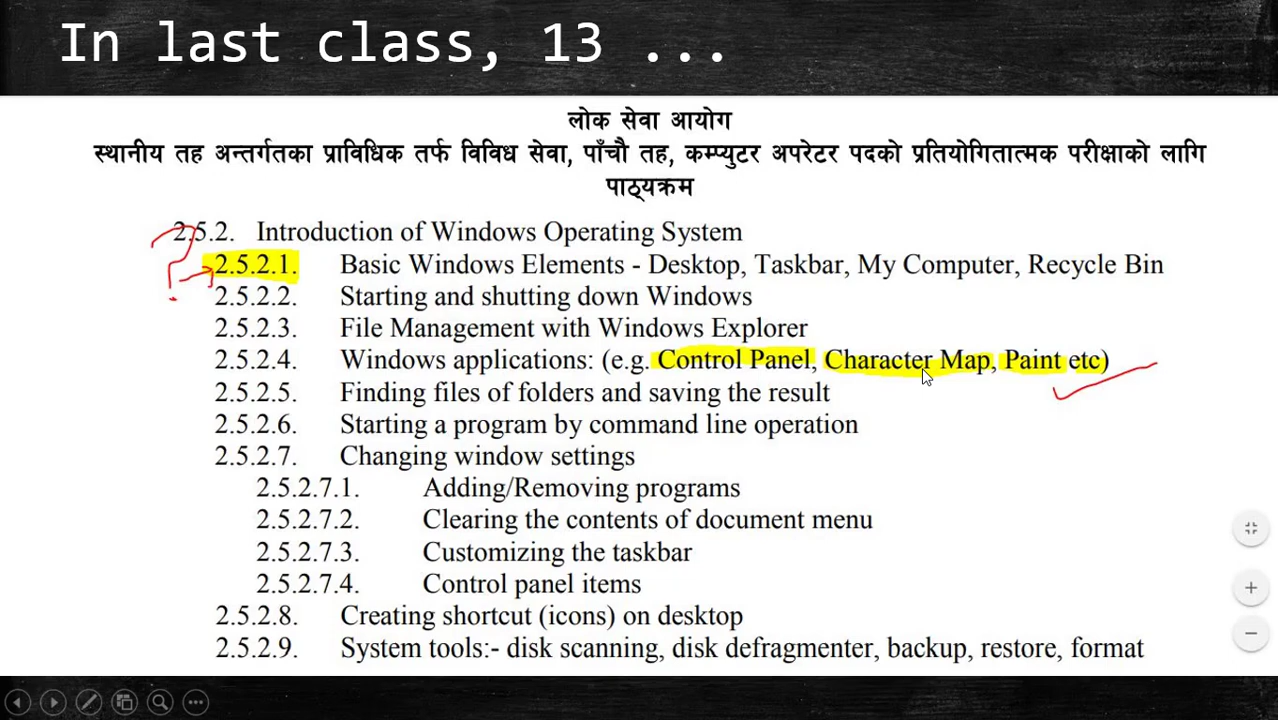 In last class, 13 ...
लोक सेवा आयोग
स्थानीय तह अन्तर्गतका प्राविधिक तर्फ विविध सेवा, पाँचौ तह, कम्प्युटर अपरेटर पदको प्रतियोगितात्मक परीक्षाको लागि
पाठ्यक्रम
2.5.2. Introduction of Windows Operating System
2.5.2.1. Basic Windows Elements - Desktop, Taskbar, My Computer, Recycle Bin
2.5.2.2. Starting and shutting down Windows
2.5.2.3. File Management with Windows Explorer
2.5.2.4. Windows applications: (e.g. Control Panel, Character Map, Paint etc)
2.5.2.5. Finding files of folders and saving the result
2.5.2.6. Starting a program by command line operation
2.5.2.7. Changing window settings
2.5.2.7.1. Adding/Removing programs
2.5.2.7.2. Clearing the contents of document menu
2.5.2.7.3. Customizing the taskbar
2.5.2.7.4. Control panel items
2.5.2.8. Creating shortcut (icons) on desktop
2.5.2.9. System tools:- disk scanning, disk defragmenter, backup, restore, format